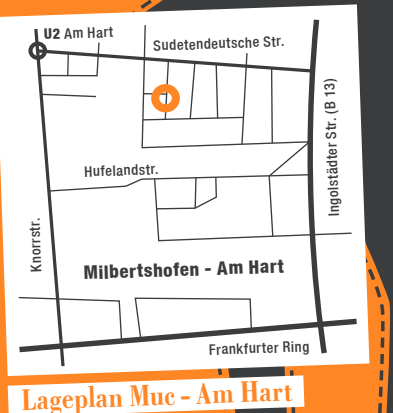 U2 Am Hart
Sudetendeutsche Str.
Ingolstädter Str. (B 13)
Hufelandstr.
Knorrstr.
Milbertshofen - Am Hart
Frankfurter Ring
Lageplan Muc - Am Hart